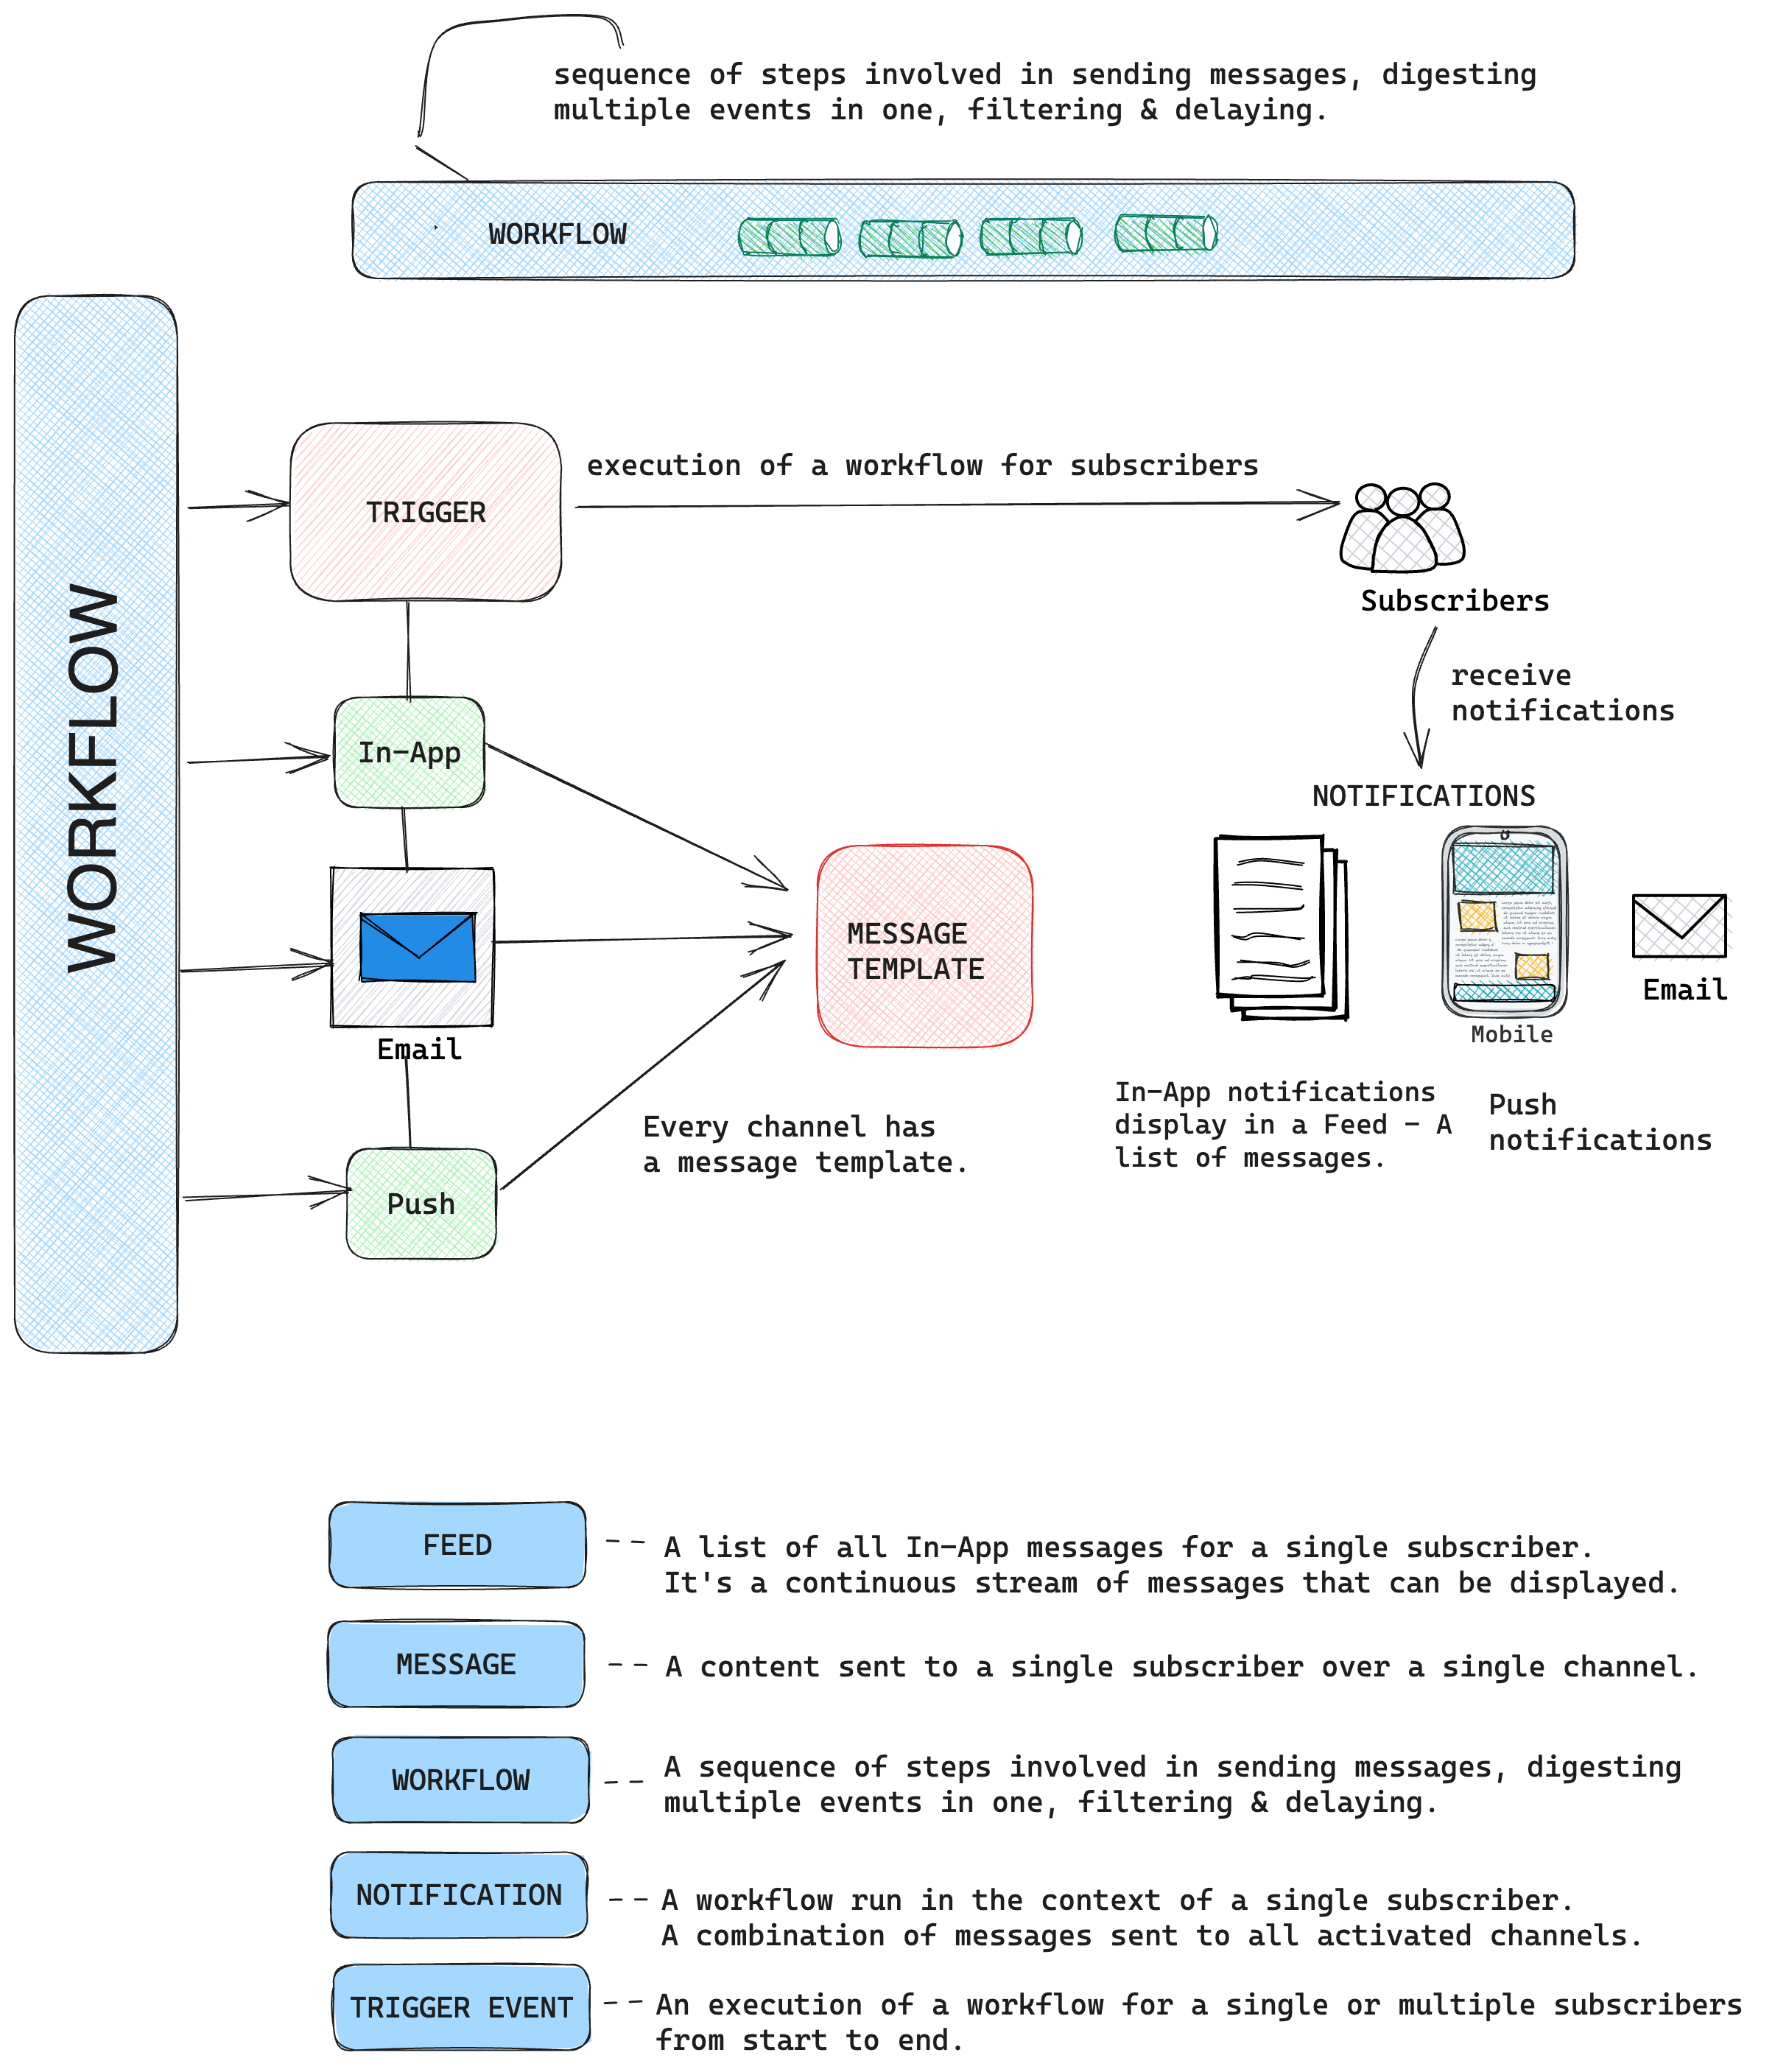 sequence of steps involved in sending messages, digesting
multiple events in one, filtering & delaying.
WORKFLOW
WORKFLOW
TRIGGER
execution of a workflow for subscribers
Subscribers
receive
notifications
In-App
NOTIFICATIONS
MESSAGE
TEMPLATE
Email
Mobile
Email
Every channel has
a message template.
In-App notifications
display in a Feed - A
list of messages.
Push
notifications
Push
FEED
A list of all In-App messages for a single subscriber.
It's a continuous stream of messages that can be displayed.
MESSAGE
A content sent to a single subscriber over a single channel.
WORKFLOW
A sequence of steps involved in sending messages, digesting
multiple events in one, filtering & delaying.
NOTIFICATION
A workflow run in the context of a single subscriber.
A combination of messages sent to all activated channels.
TRIGGER EVENT
An execution of a workflow for a single or multiple subscribers
from start to end.